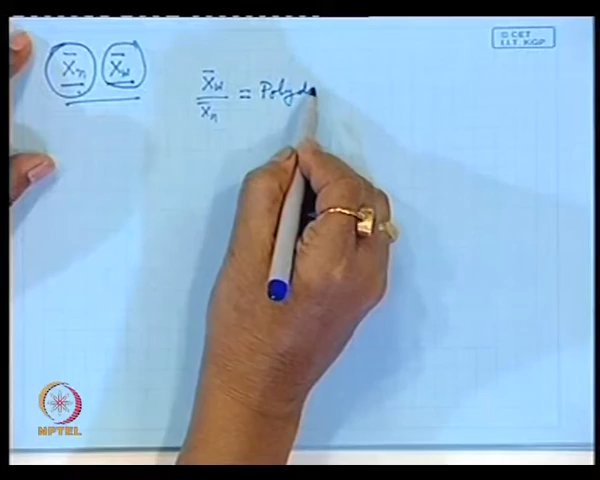 © CET
I.I.T. KGP
X̄n X̄w
X̄w / X̄n = Polyd
NPTEL